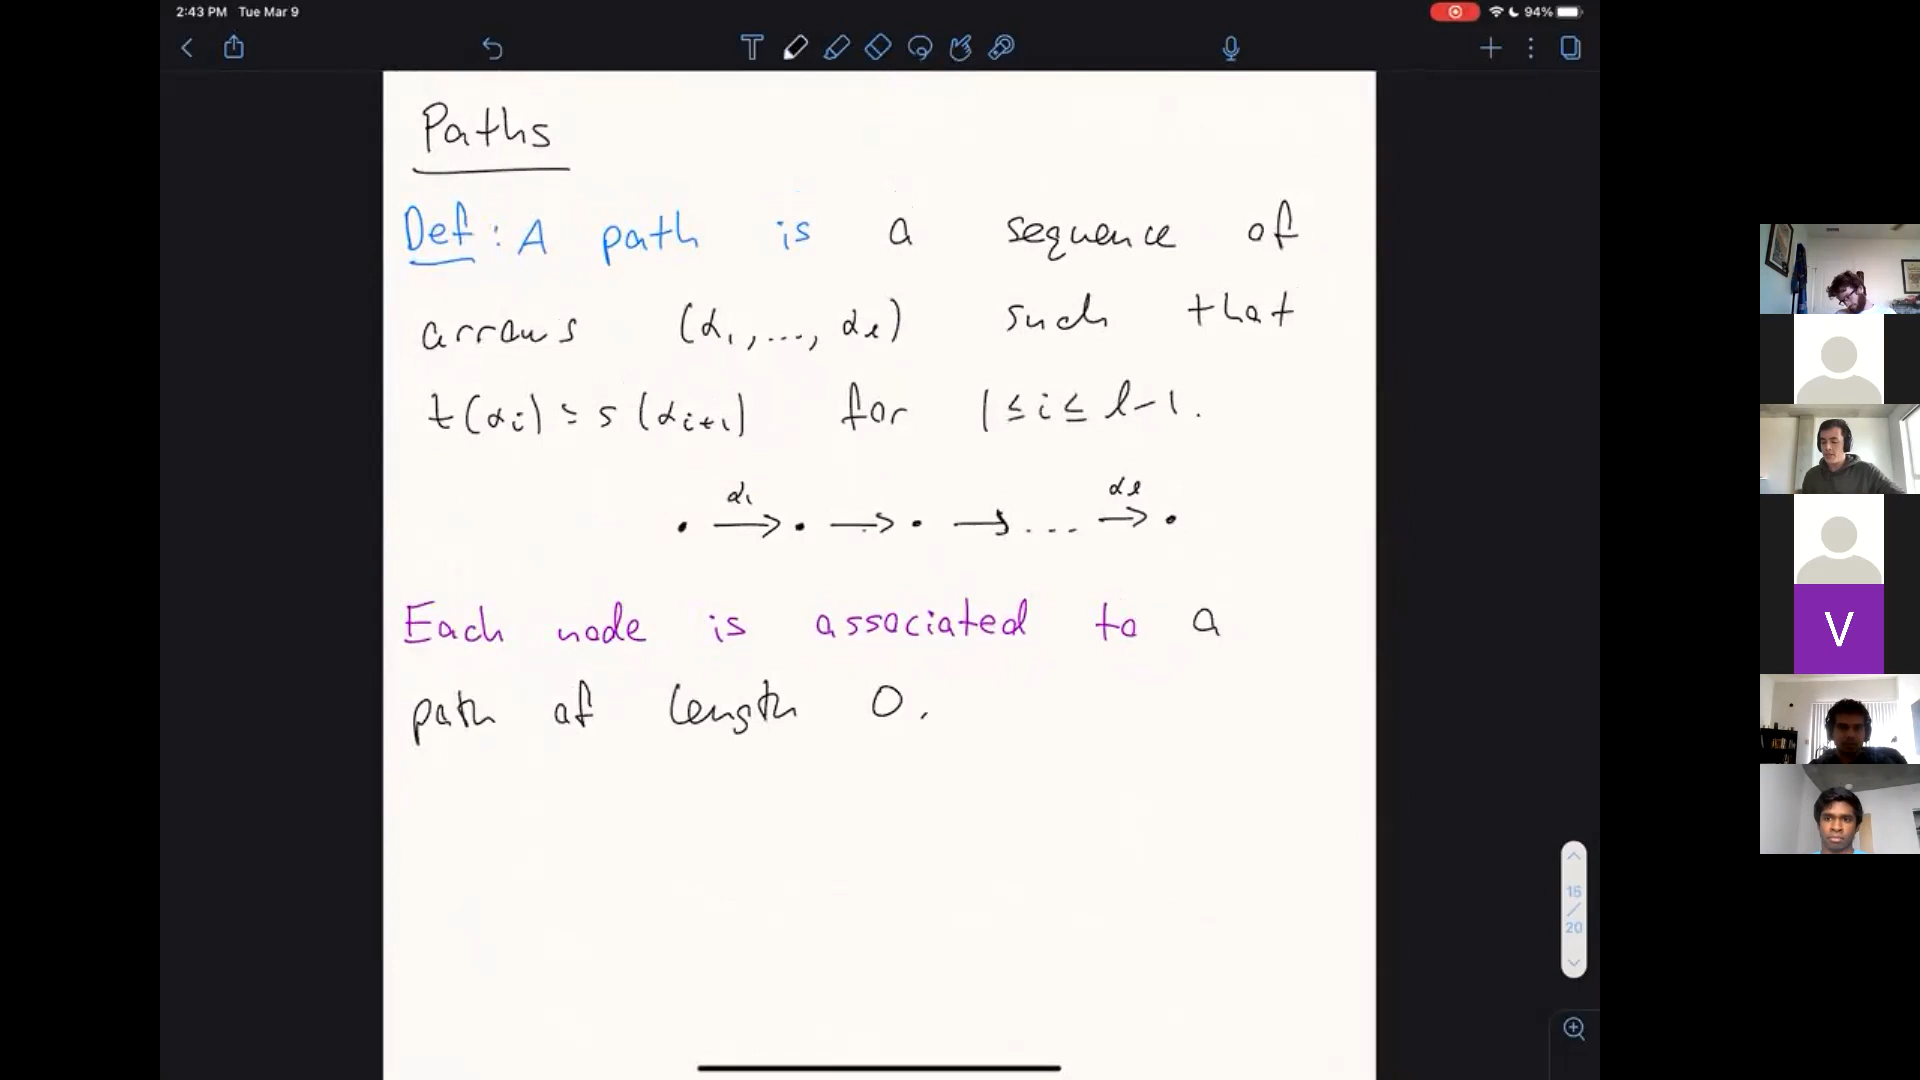 2:43 PM Tue Mar 9
94%
T
Paths
Def: A path is a sequence of
arrows (α₁,..., αℓ) such that
t(αi) = s(αi+1) for 1 ≤ i ≤ l-1.
α₁ αℓ
. → . → . → ... → .
Each node is associated to a
path of length 0.
V
15
/
20